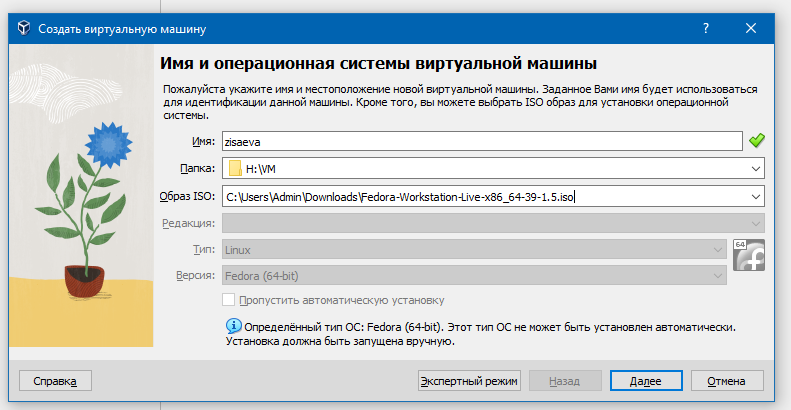 Создать виртуальную машину
Имя и операционная системы виртуальной машины
Пожалуйста укажите имя и местоположение новой виртуальной машины. Заданное Вами имя будет использоваться
для идентификации данной машины. Кроме того, вы можете выбрать ISO образ для установки операционной
системы.
Имя: zisaeva
Папка: H:\VM
Образ ISO: C:\Users\Admin\Downloads\Fedora-Workstation-Live-x86_64-39-1.5.iso
Редакция:
Тип: Linux
64
Версия: Fedora (64-bit)
Пропустить автоматическую установку
Определённый тип ОС: Fedora (64-bit). Этот тип ОС не может быть установлен автоматически.
Установка должна быть запущена вручную.
Справка Экспертный режим Назад Далее Отмена